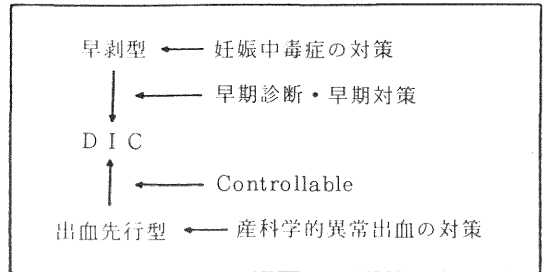 早剥型 ← 妊娠中毒症の対策
← 早期診断・早期対策
DIC
← Controllable
出血先行型 ← 産科学的異常出血の対策